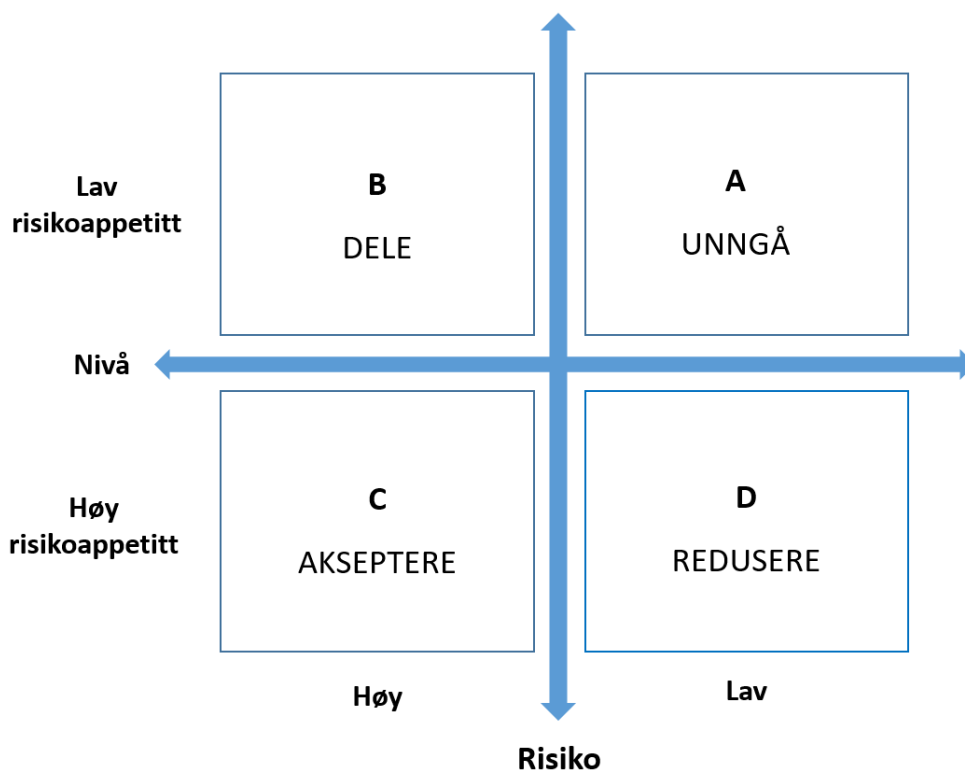 Lav
risikoappetitt
B
DELE
A
UNNGÅ
Nivå
Høy
risikoappetitt
C
AKSEPTERE
D
REDUSERE
Høy
Lav
Risiko